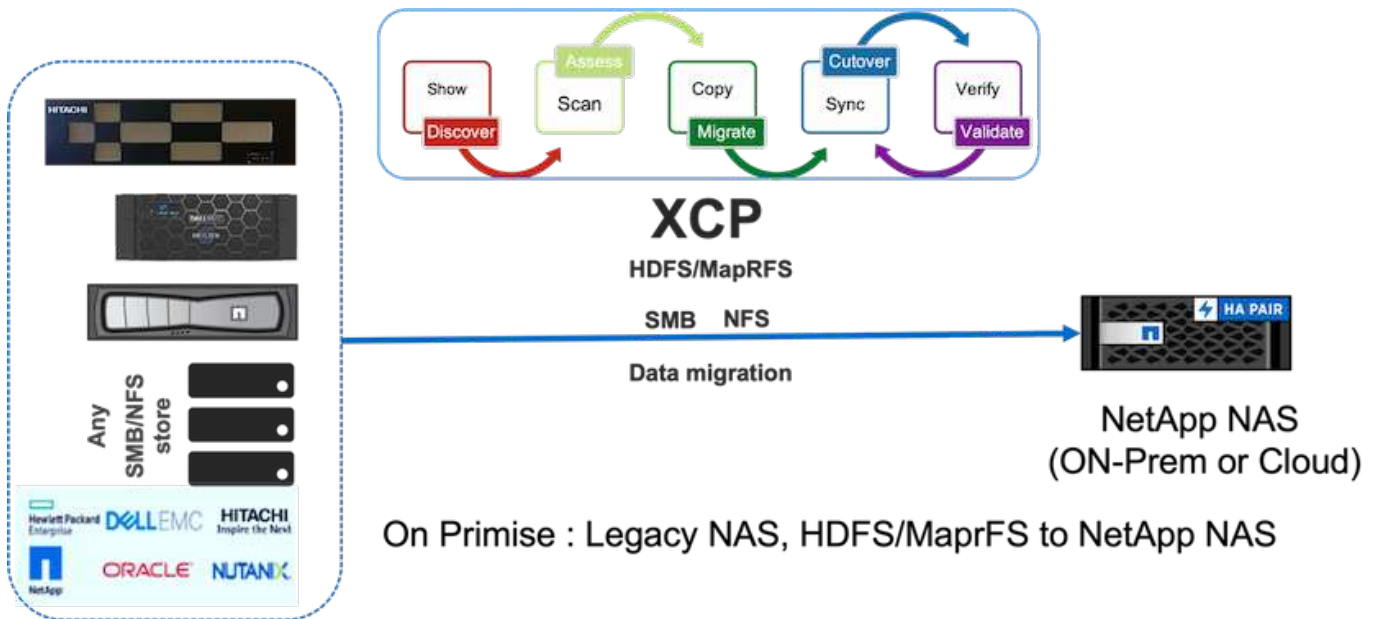 Assess
Cutover
Show
Scan
Copy
Sync
Verify
Discover
Migrate
Validate
HITACHI
XCP
HDFS/MapRFS
SMB NFS
Data migration
HA PAIR
NetApp NAS
(ON-Prem or Cloud)
Any
SMB/NFS
store
Hewlett Packard
Enterprise
DELLEMC
HITACHI
Inspire the Next
NetApp
ORACLE
NUTANIX
On Primise : Legacy NAS, HDFS/MaprFS to NetApp NAS